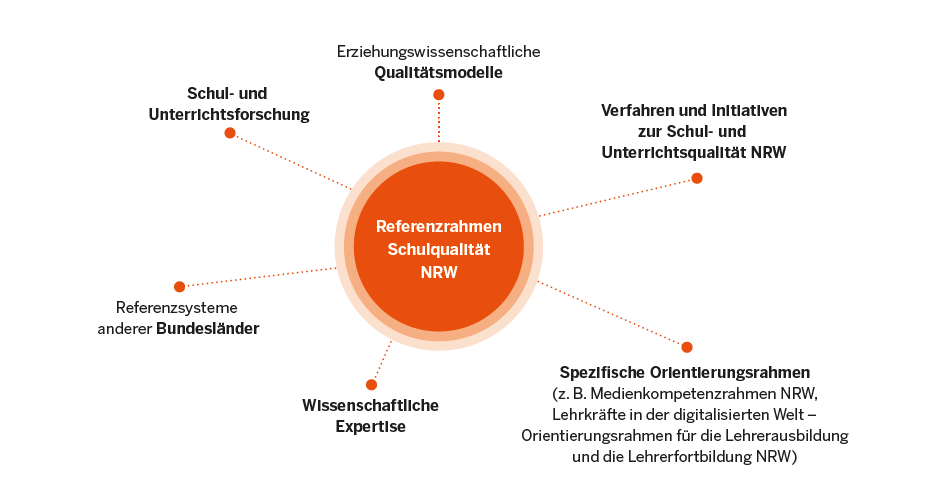 Erziehungswissenschaftliche
Qualitätsmodelle
Schul- und
Unterrichtsforschung
Verfahren und Initiativen
zur Schul- und
Unterrichtsqualität NRW
Referenzrahmen
Schulqualität
NRW
Referenzsysteme
anderer Bundesländer
Wissenschaftliche
Expertise
Spezifische Orientierungsrahmen
(z. B. Medienkompetenzrahmen NRW,
Lehrkräfte in der digitalisierten Welt –
Orientierungsrahmen für die Lehrerausbildung
und die Lehrerfortbildung NRW)